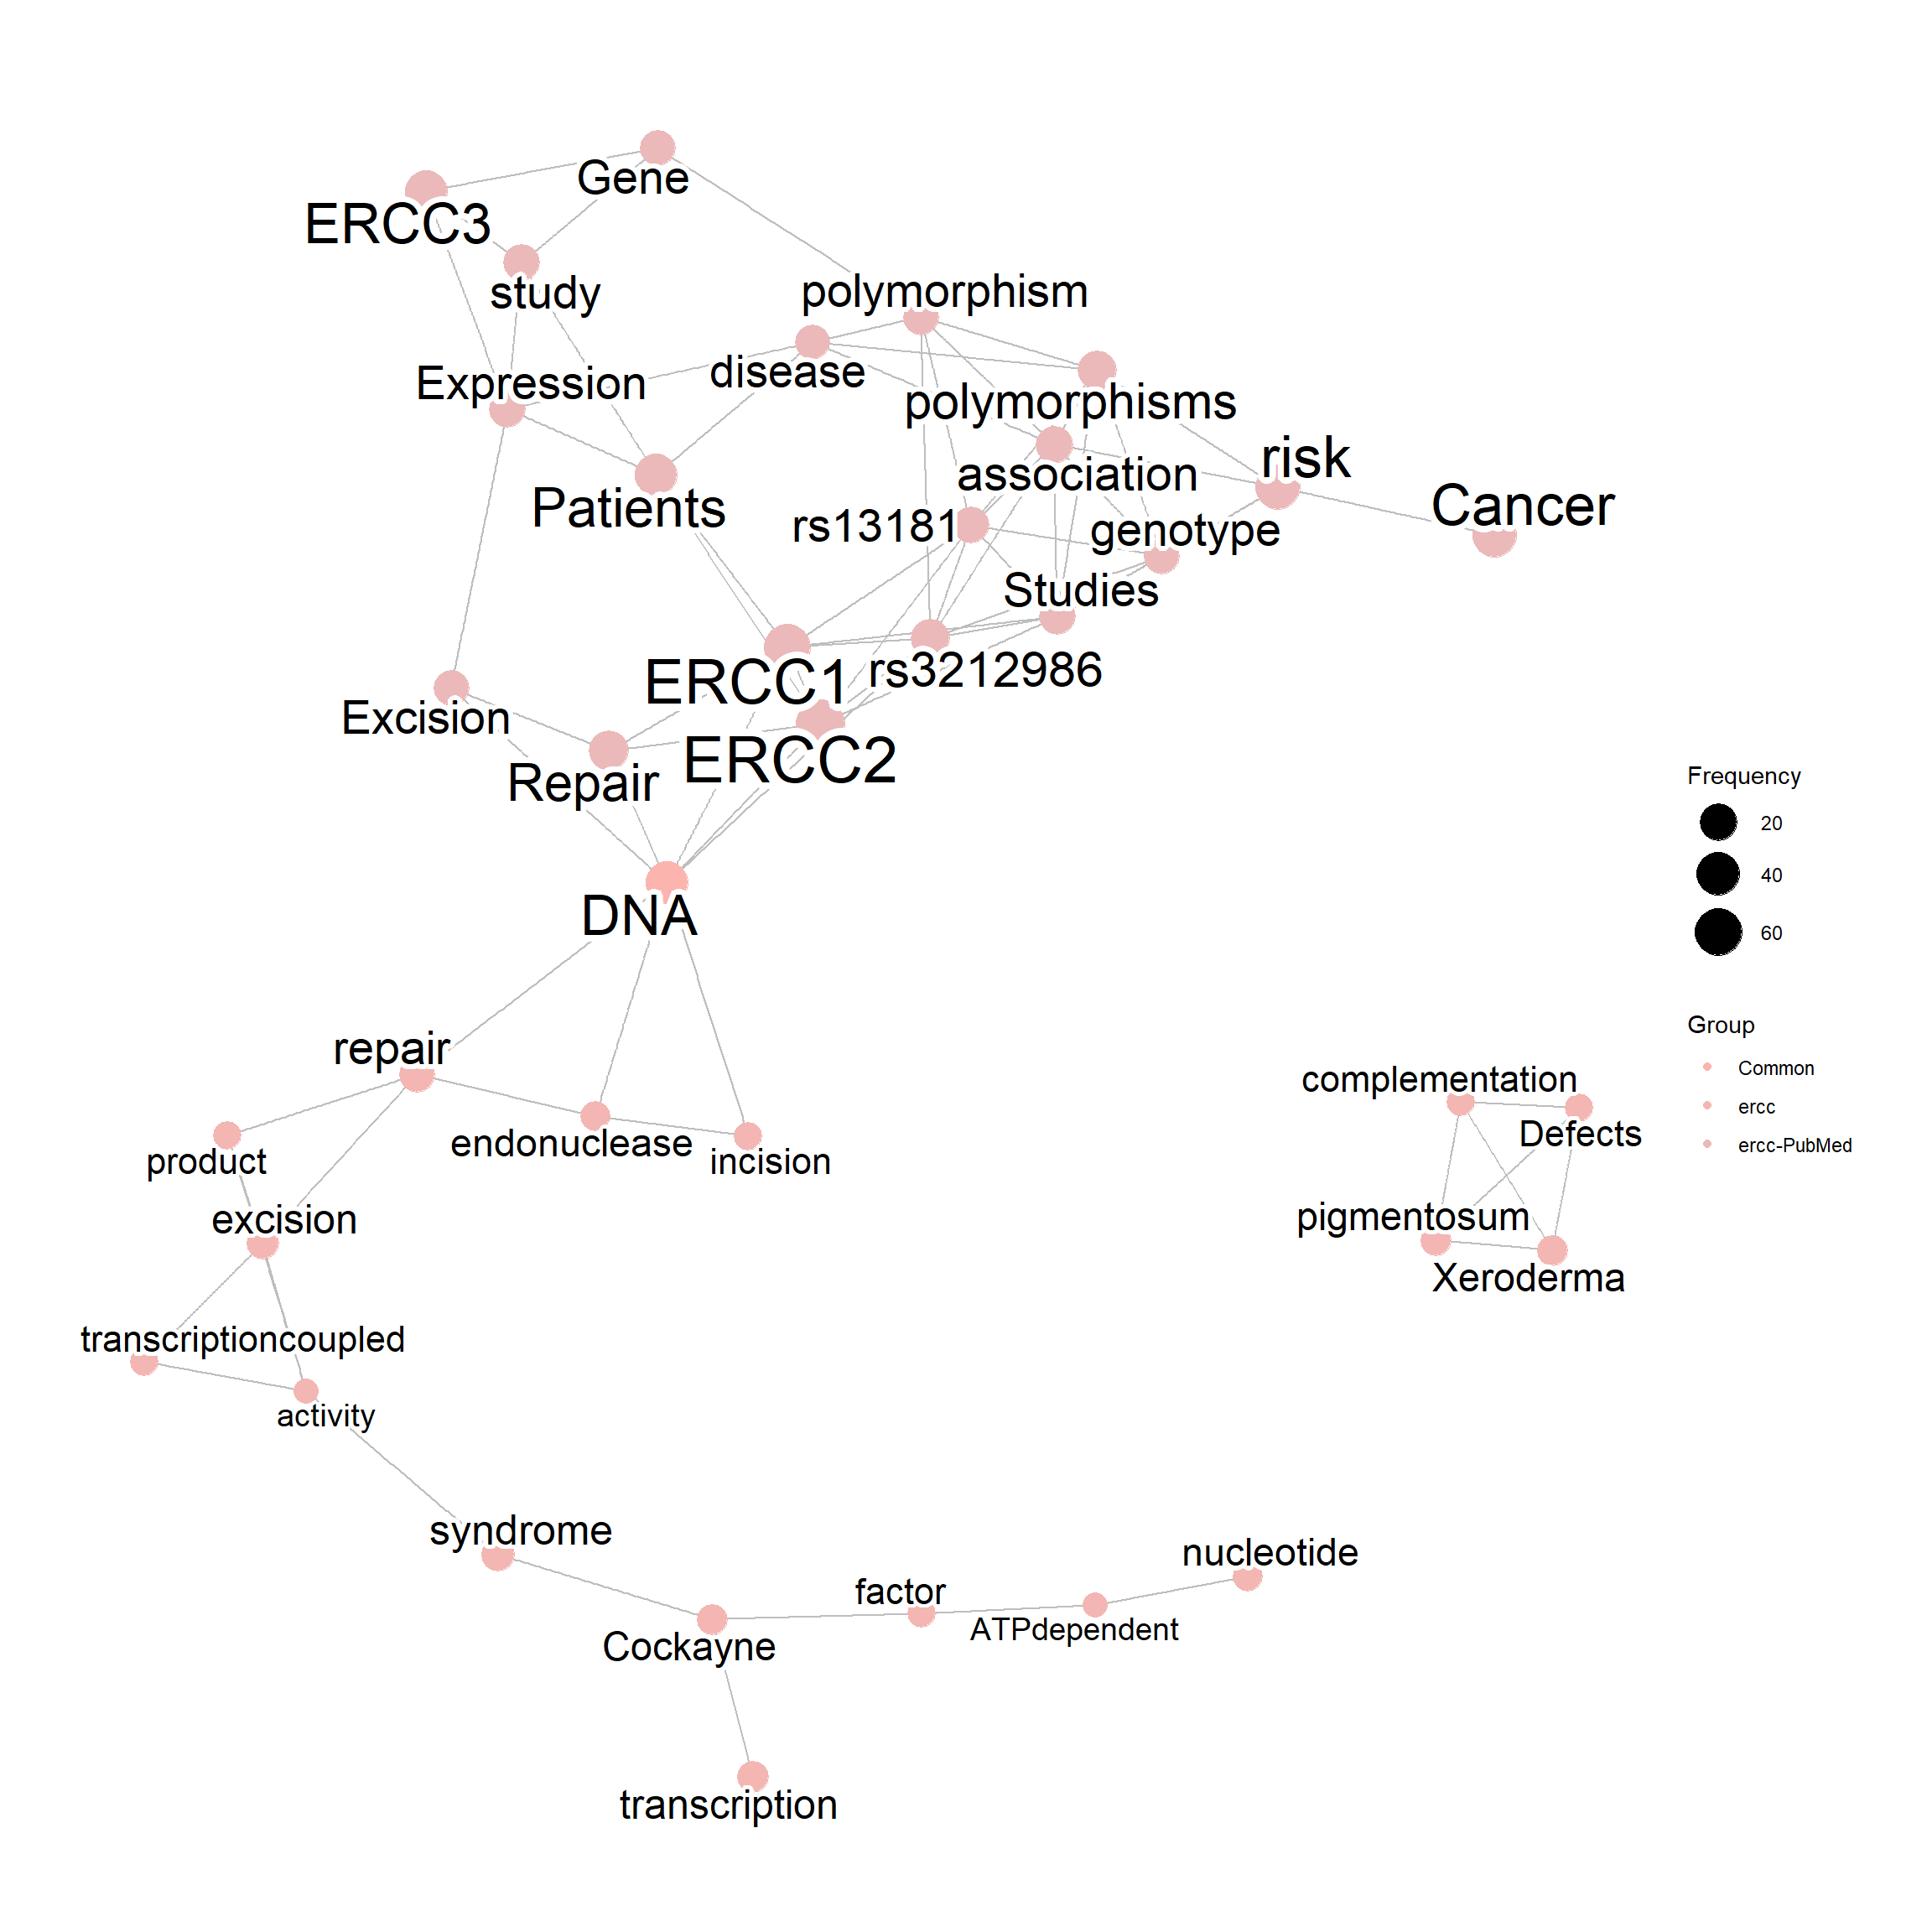 Gene
ERCC3
study
polymorphism
Expression
disease
polymorphisms
risk
association
Patients
Cancer
rs13181
genotype
Studies
ERCC1
rs3212986
Excision
ERCC2
Repair
DNA
repair
endonuclease
incision
product
excision
transcriptioncoupled
activity
syndrome
nucleotide
factor
ATPdependent
Cockayne
transcription
complementation
Defects
pigmentosum
Xeroderma
Frequency
20
40
60
Group
Common
ercc
ercc-PubMed